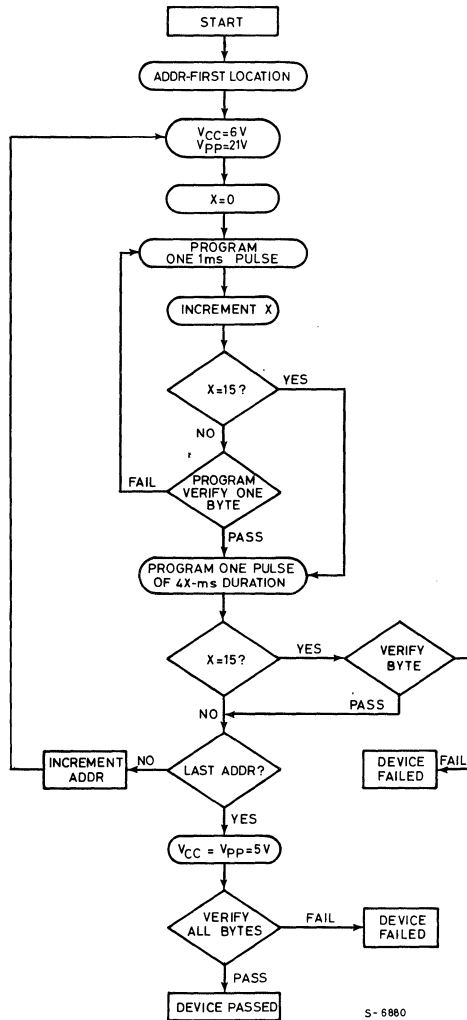 START
ADDR-FIRST LOCATION
VCC=6V
VPP=21V
X=0
PROGRAM
ONE 1ms PULSE
INCREMENT X
X=15?
YES
NO
PROGRAM
VERIFY ONE
BYTE
FAIL
PASS
PROGRAM ONE PULSE
OF 4X-ms DURATION
X=15?
YES
VERIFY
BYTE
NO
PASS
INCREMENT
ADDR
NO
LAST ADDR?
DEVICE
FAILED
FAIL
YES
VCC = VPP=5V
VERIFY
ALL BYTES
FAIL
DEVICE
FAILED
PASS
DEVICE PASSED
S-6880